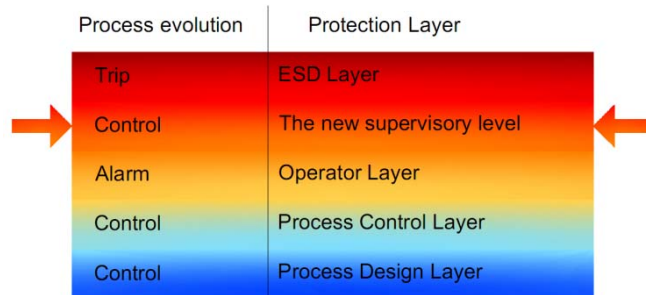 Process evolution Protection Layer
Trip ESD Layer
Control The new supervisory level
Alarm Operator Layer
Control Process Control Layer
Control Process Design Layer